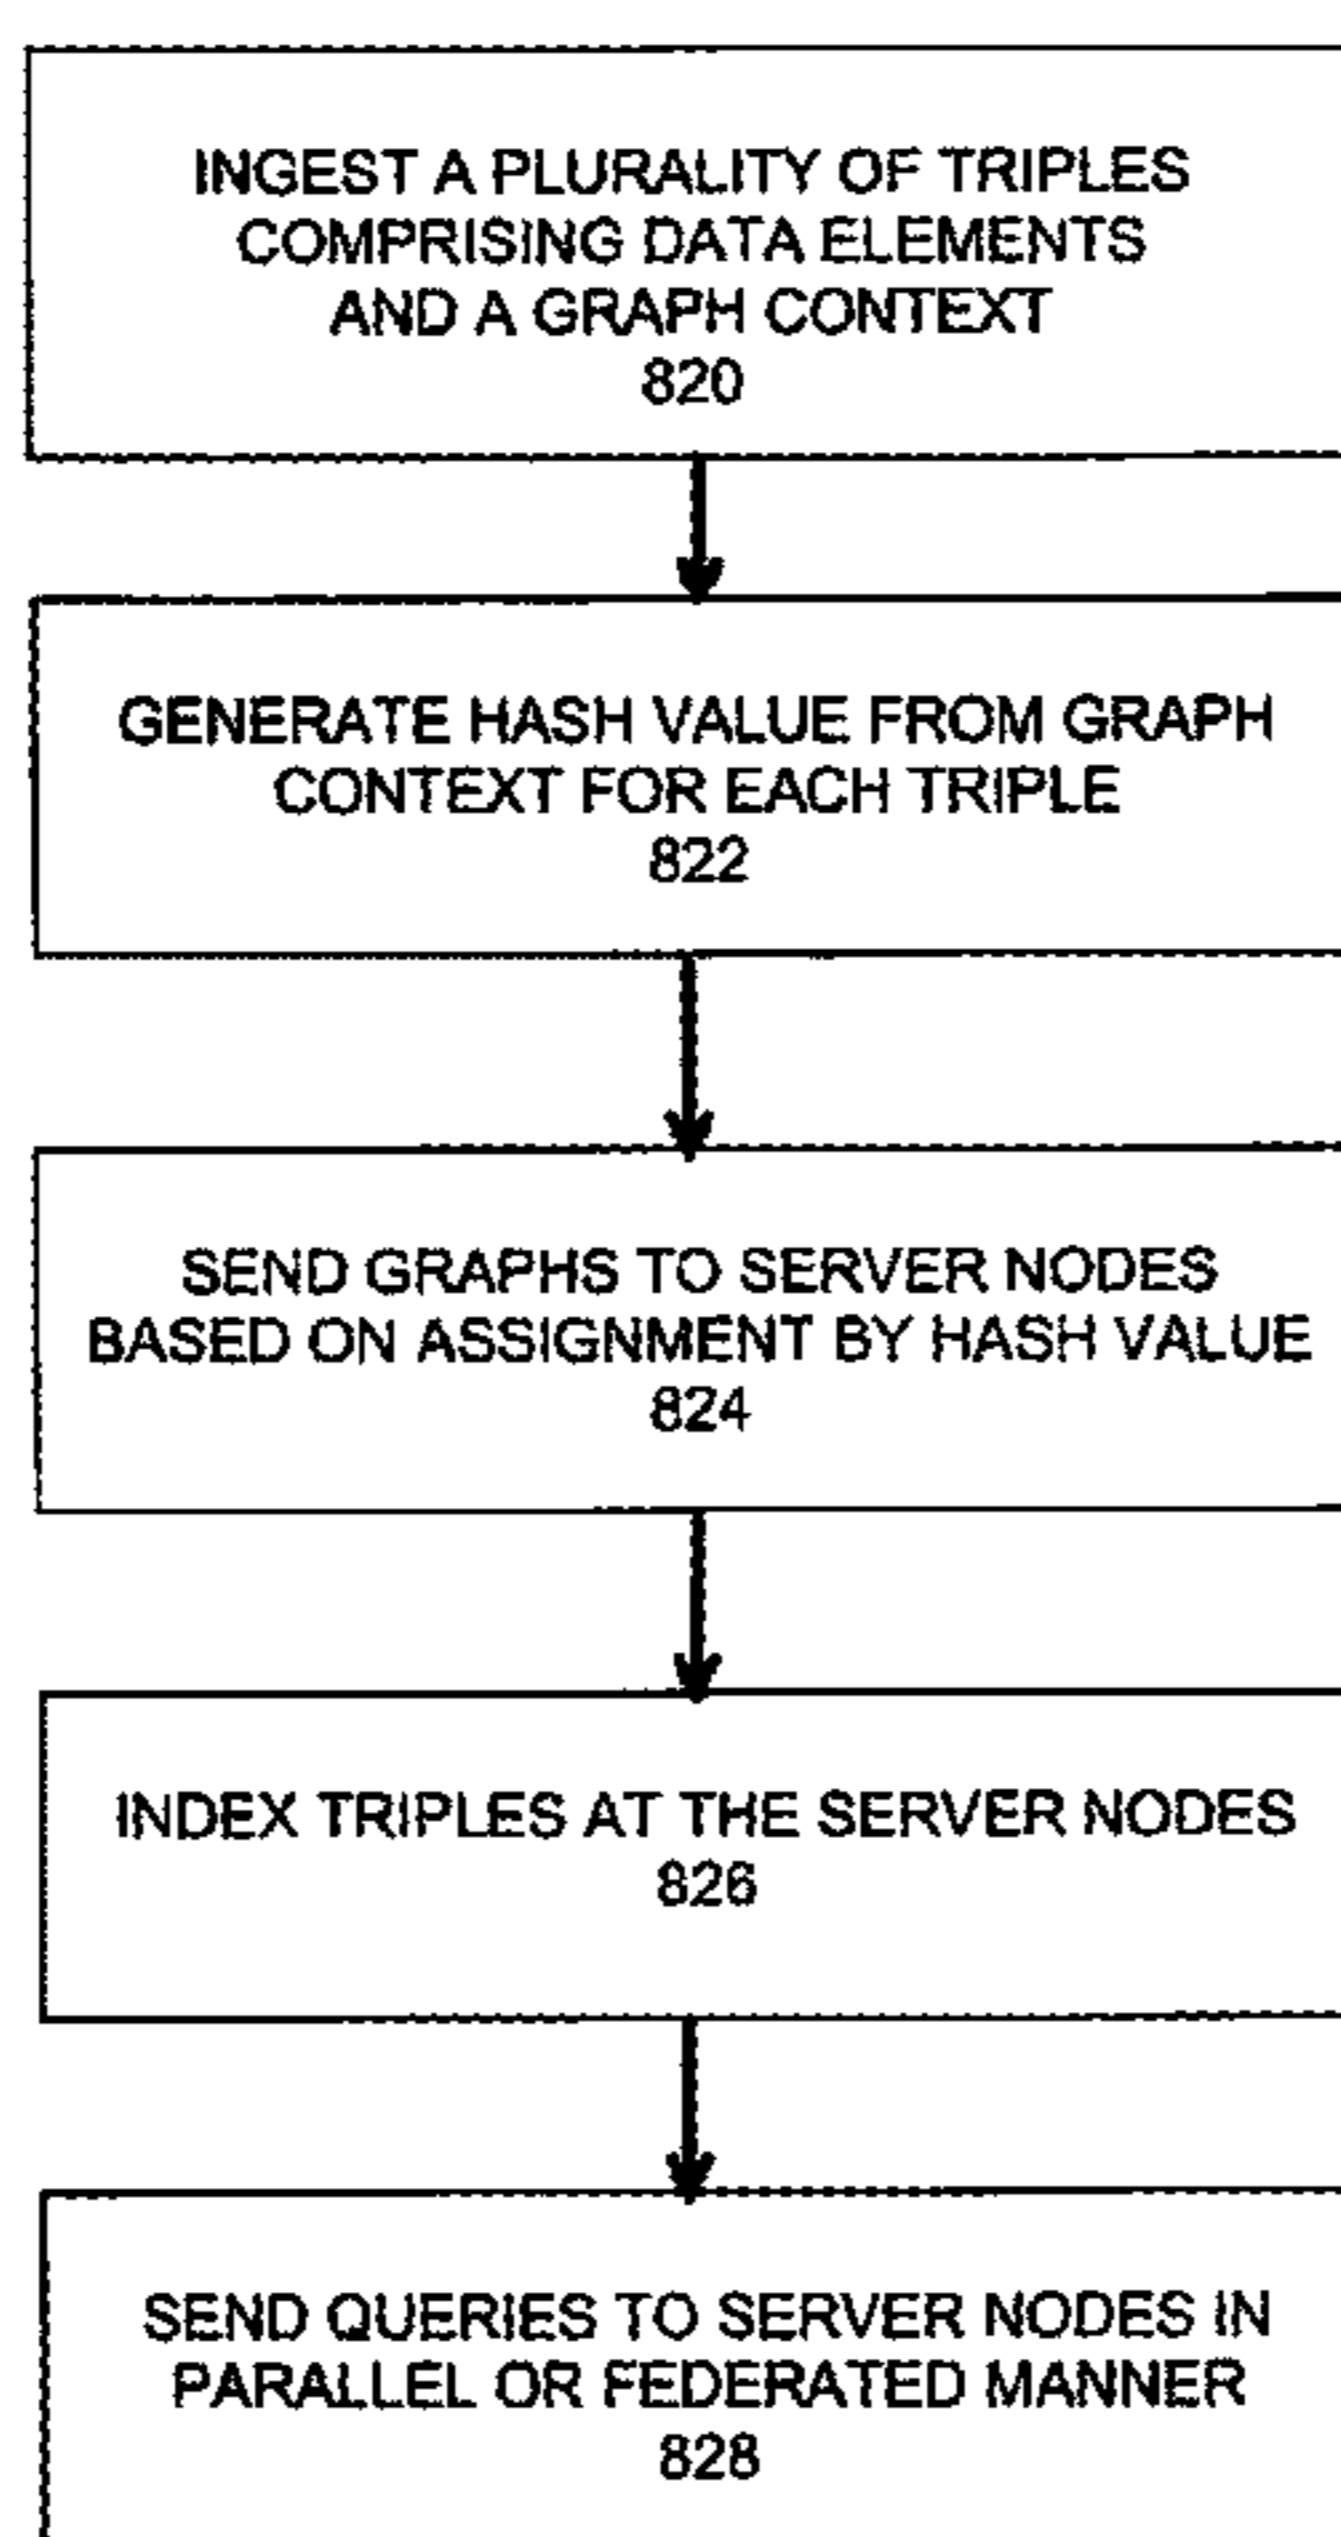 INGEST A PLURALITY OF TRIPLES
COMPRISING DATA ELEMENTS
AND A GRAPH CONTEXT
820
GENERATE HASH VALUE FROM GRAPH
CONTEXT FOR EACH TRIPLE
822
SEND GRAPHS TO SERVER NODES
BASED ON ASSIGNMENT BY HASH VALUE
824
INDEX TRIPLES AT THE SERVER NODES
826
SEND QUERIES TO SERVER NODES IN
PARALLEL OR FEDERATED MANNER
828